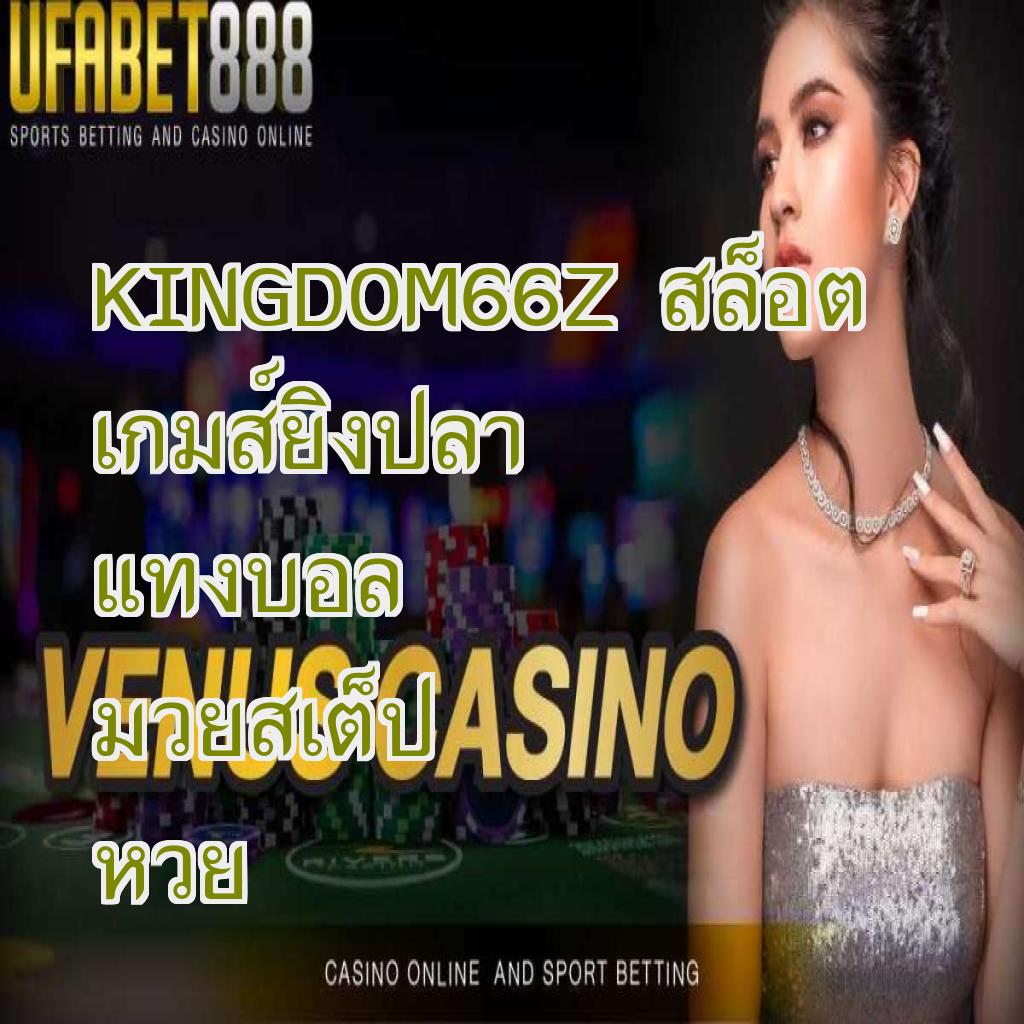 UFABET888
SPORTS BETTING AND CASINO ONLINE
KINGDOM66Z สล็อต
เกมส์ยิงปลา
แทงบอล
VENUS CASINO
มวยสเต็ป
หวย
CASINO ONLINE AND SPORT BETTING